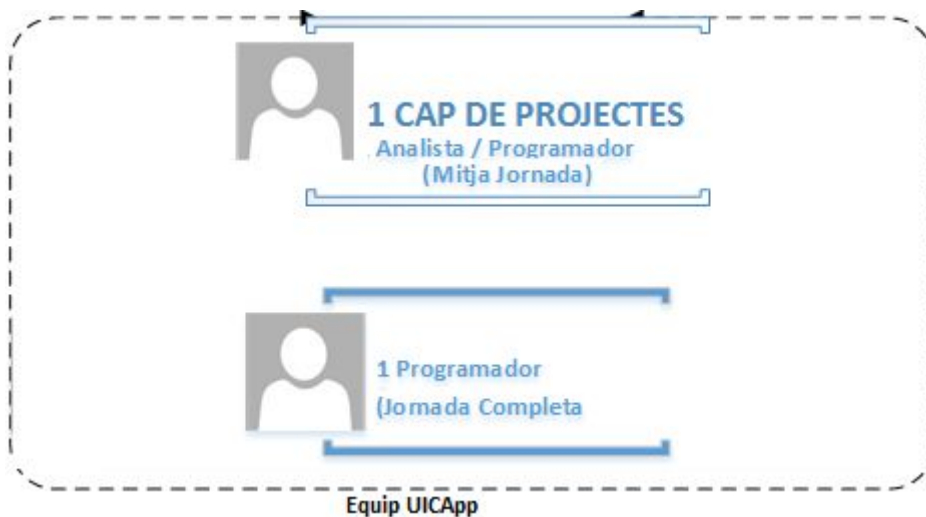 1 CAP DE PROJECTES
Analista / Programador
(Mitja Jornada)
1 Programador
(Jornada Completa
Equip UICApp